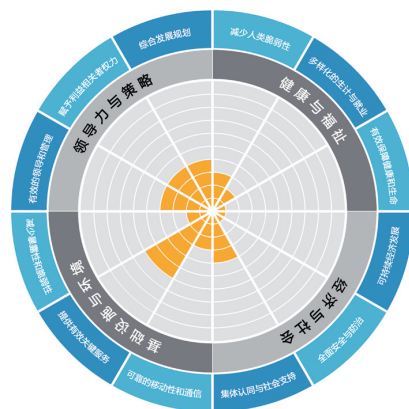 综合发展规划
减少人类脆弱性
多样化的生计与就业
有效保障健康和生命
可持续经济发展
全面安全与防治
集体认同与社会支持
可靠的移动性和通信
提供有效关键服务
减少暴露性和脆弱性
有效的领导和管理
赋予利益相关者权力
领导力与策略
健康与福祉
经济与社会
基础设施与环境